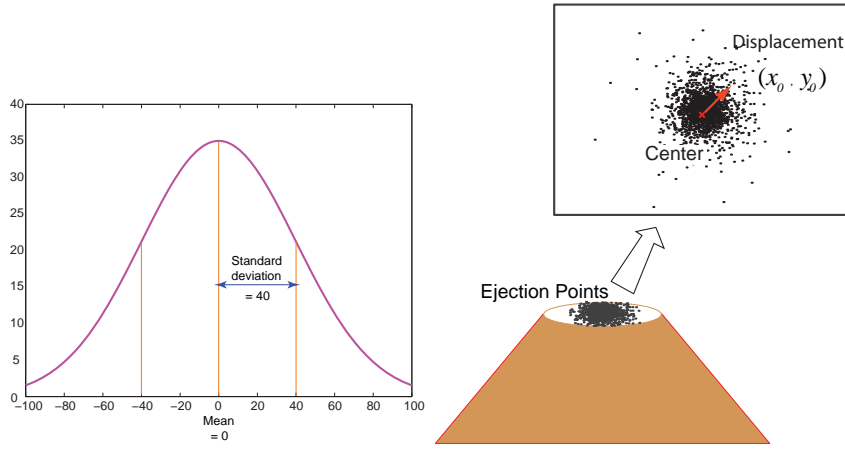 40
35
30
25
20
15
10
5
0
Standard
deviation
= 40
−100 −80 −60 −40 −20 0 20 40 60 80 100
Mean
= 0
Displacement
(x₀ , y₀)
Center
Ejection Points